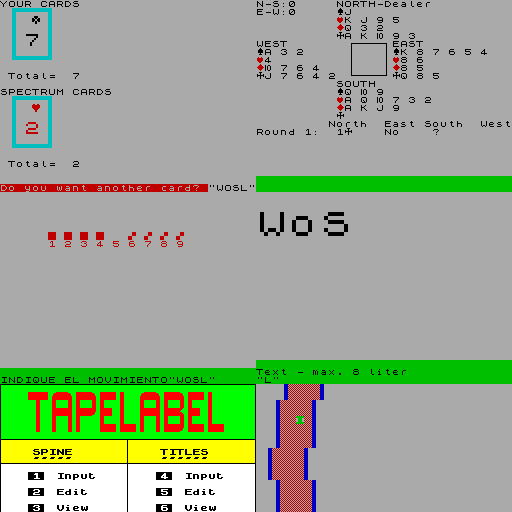 YOUR CARDS
♣
7
Total= 7
SPECTRUM CARDS
♥
2
Total= 2
Do you want another card? "WOSL"
N-S:0 NORTH-Dealer
E-W:0 ♠J
♥K J 9 5
♦Q
♣A K 10 9 3
WEST EAST
♠A 3 2 ♠K 8 7 6 5 4
♥4 ♥8 6
♦10 7 6 4 ♦8 5
♣J 7 6 4 2 ♣Q 8 5
SOUTH
♠Q 10 9
♥A Q 10 7 3 2
♦A K J 9
♣
North East South West
Round 1: 1♣ No ?
1 2 3 4 5 6 7 8 9
INDIQUE EL MOVIMIENTO"WOSL"
WoS
Text - max. 8 liter
"L"
TAPELABEL
SPINE TITLES
1 Input 4 Input
2 Edit 5 Edit
3 View 6 View